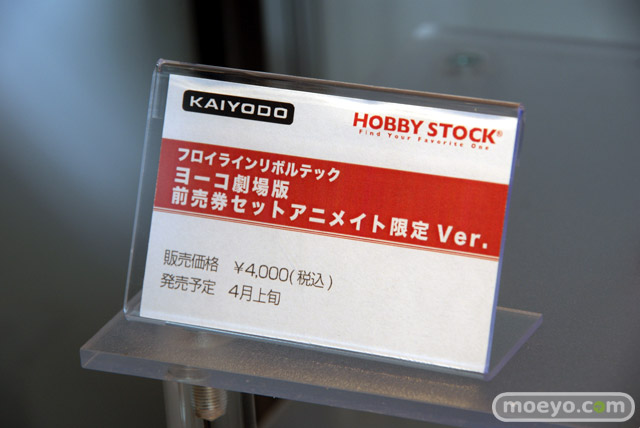 KAIYODO
HOBBY STOCK®
Find Your Favorite One
フロイラインリボルテック
ヨーコ劇場版
前売券セットアニメイト限定 Ver.
販売価格 ¥4,000(税込)
発売予定 4月上旬
moeyo.com